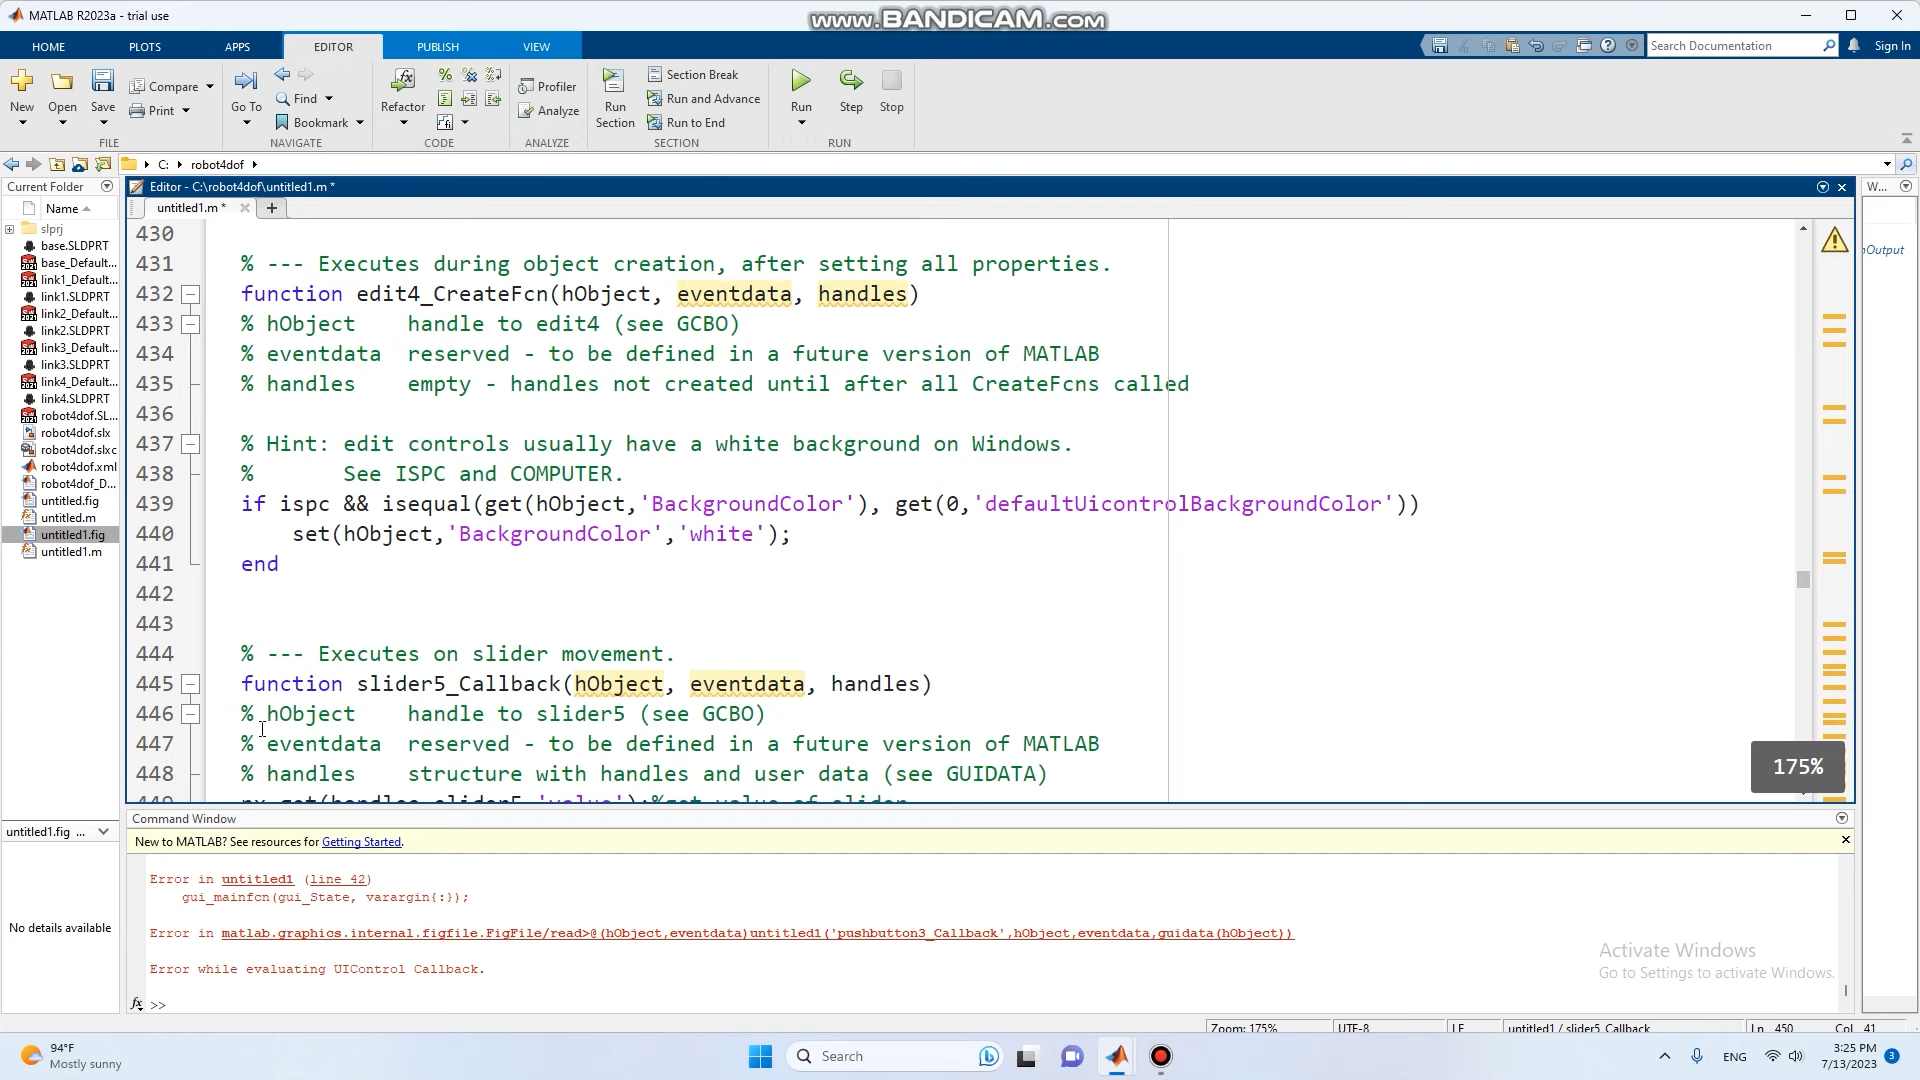 MATLAB R2023a - trial use
www.BANDICAM.com
HOME
PLOTS
APPS
EDITOR
PUBLISH
VIEW
Search Documentation
Sign In
New
Open
Save
Compare
Print
Go To
Find
Bookmark
Refactor
Profiler
Analyze
Run Section
Section Break
Run and Advance
Run to End
Run
Step
Stop
FILE
NAVIGATE
CODE
ANALYZE
SECTION
RUN
C:
robot4dof
Current Folder
Editor - C:\robot4dof\untitled1.m *
W...
Name
untitled1.m *
slprj
base.SLDPRT
base_Default...
link1_Default...
link1.SLDPRT
link2_Default...
link2.SLDPRT
link3_Default...
link3.SLDPRT
link4_Default...
link4.SLDPRT
robot4dof.SL...
robot4dof.slx
robot4dof.slxc
robot4dof.xml
robot4dof_D...
untitled.fig
untitled.m
untitled1.fig
untitled1.m
430
431 % --- Executes during object creation, after setting all properties.
432 function edit4_CreateFcn(hObject, eventdata, handles)
433 % hObject    handle to edit4 (see GCBO)
434 % eventdata  reserved - to be defined in a future version of MATLAB
435 % handles    empty - handles not created until after all CreateFcns called
436
437 % Hint: edit controls usually have a white background on Windows.
438 %       See ISPC and COMPUTER.
439 if ispc && isequal(get(hObject,'BackgroundColor'), get(0,'defaultUicontrolBackgroundColor'))
440     set(hObject,'BackgroundColor','white');
441 end
442
443
444 % --- Executes on slider movement.
445 function slider5_Callback(hObject, eventdata, handles)
446 % hObject    handle to slider5 (see GCBO)
447 % eventdata  reserved - to be defined in a future version of MATLAB
448 % handles    structure with handles and user data (see GUIDATA)
nOutput
175%
untitled1.fig ...
No details available
Command Window
New to MATLAB? See resources for Getting Started.
Error in untitled1 (line 42)
gui_mainfcn(gui_State, varargin{:});
Error in matlab.graphics.internal.figfile.FigFile/read>@(hObject,eventdata)untitled1('pushbutton3_Callback',hObject,eventdata,guidata(hObject))
Error while evaluating UIControl Callback.
fx >>
Activate Windows
Go to Settings to activate Windows.
Zoom: 175%
UTF-8
LF
untitled1 / slider5_Callback
Ln 450
Col 41
94°F
Mostly sunny
Search
ENG
3:25 PM
7/13/2023
3